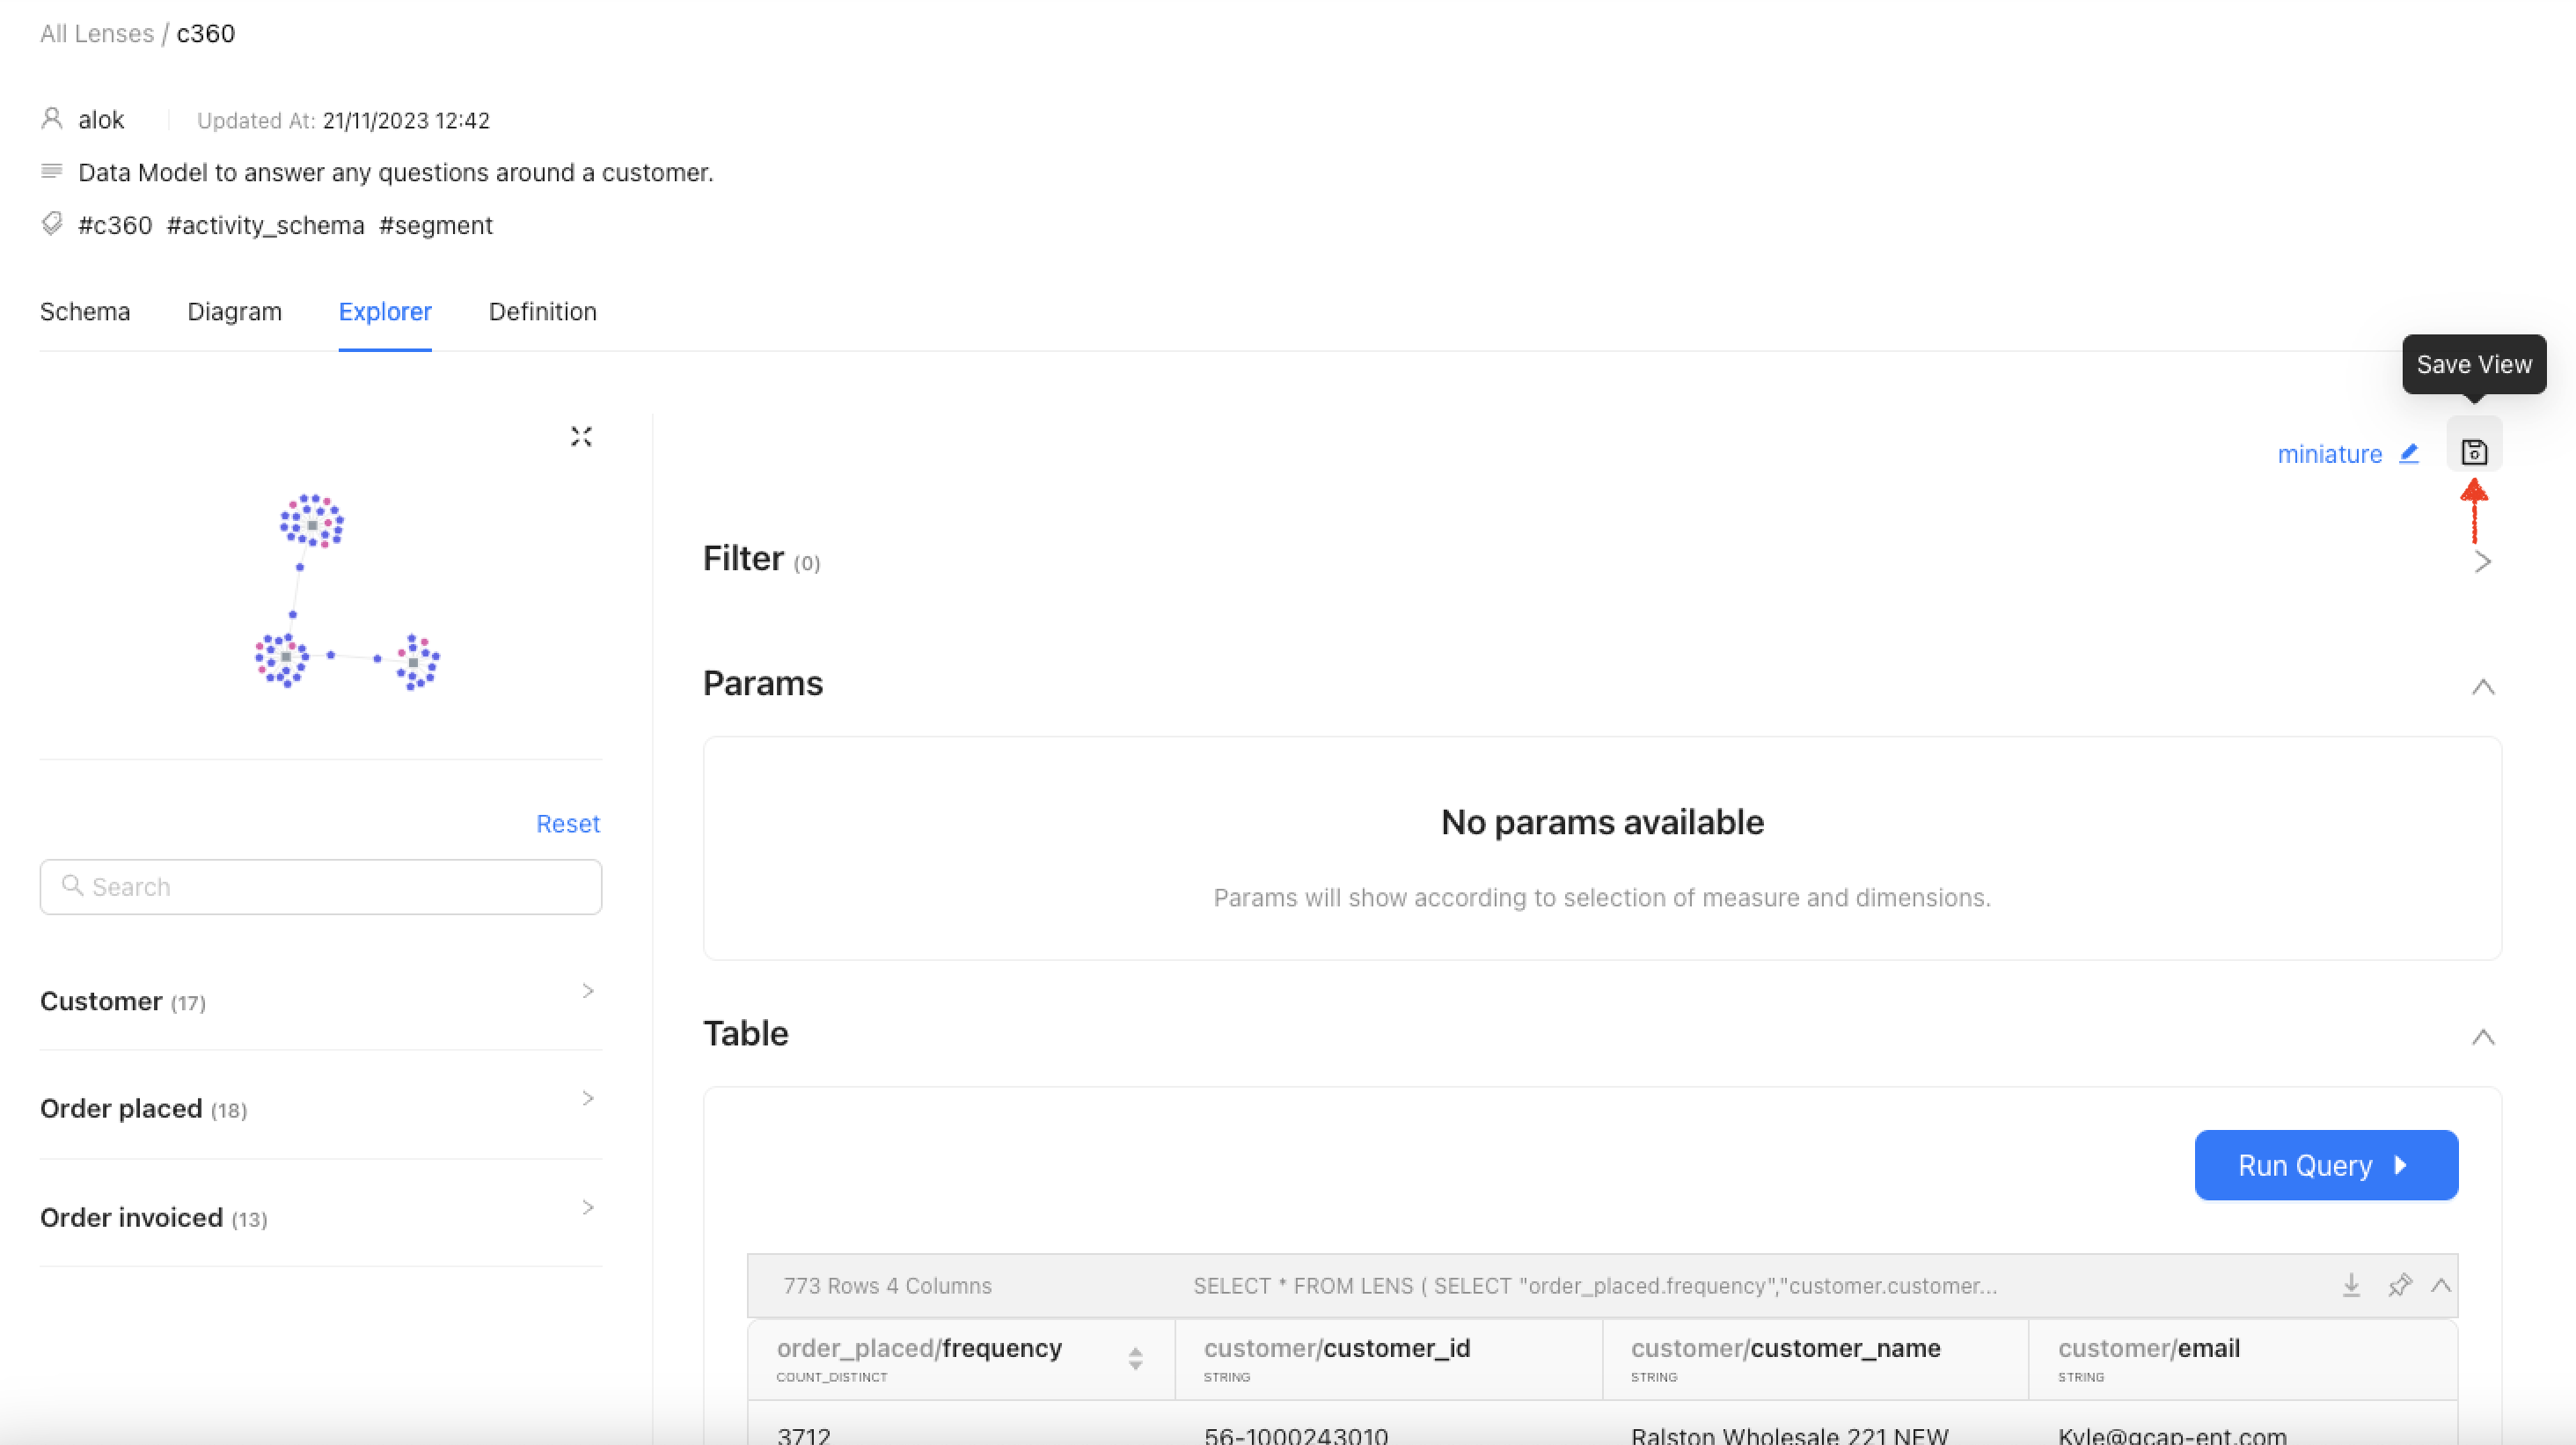 All Lenses / c360
alok Updated At: 21/11/2023 12:42
Data Model to answer any questions around a customer.
#c360 #activity_schema #segment
Schema Diagram Explorer Definition
Save View
miniature
Filter (0)
Params
No params available
Params will show according to selection of measure and dimensions.
Reset
Search
Customer (17)
Order placed (18)
Order invoiced (13)
Table
Run Query
773 Rows 4 Columns SELECT * FROM LENS ( SELECT "order_placed.frequency","customer.customer...
order_placed/frequency customer/customer_id customer/customer_name customer/email
COUNT_DISTINCT STRING STRING STRING
3712 56-1000243010 Ralston Wholesale 221 NEW Kyle@gcap-ent.com